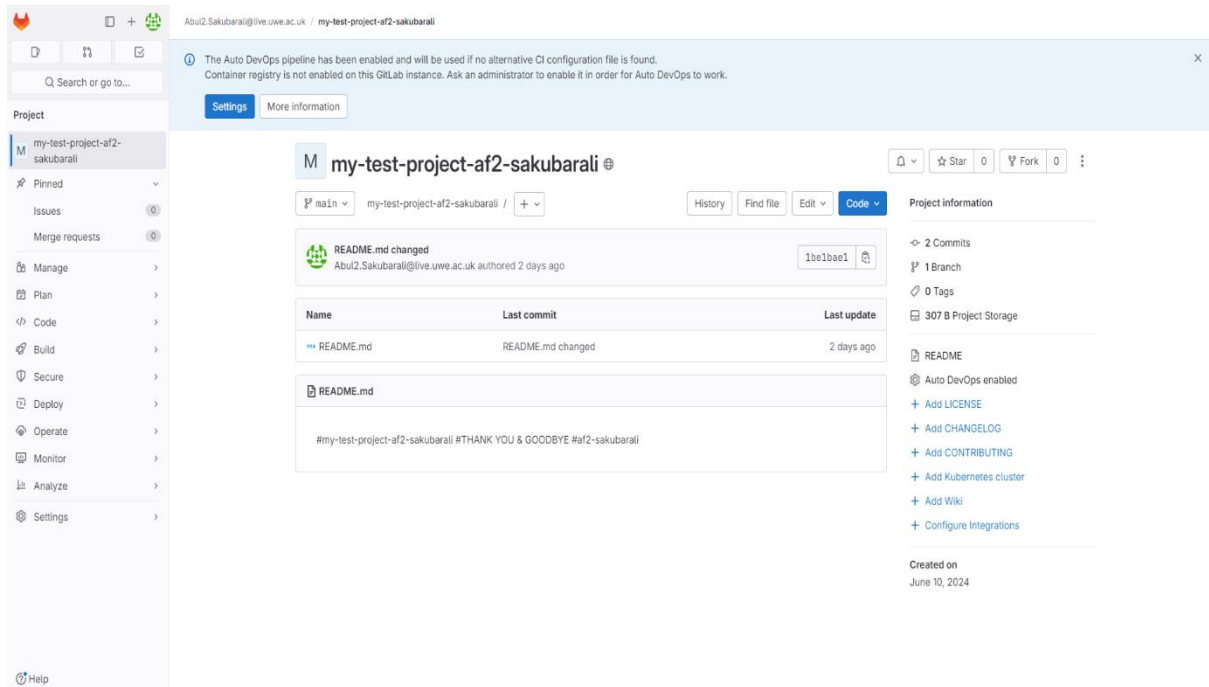 Abul2.Sakubarali@live.uwe.ac.uk / my-test-project-af2-sakubarali
Search or go to...
Project
M my-test-project-af2-
sakubarali
Pinned
Issues 0
Merge requests 0
Manage
Plan
Code
Build
Secure
Deploy
Operate
Monitor
Analyze
Settings
Help
The Auto DevOps pipeline has been enabled and will be used if no alternative CI configuration file is found.
Container registry is not enabled on this GitLab instance. Ask an administrator to enable it in order for Auto DevOps to work.
Settings More information
M my-test-project-af2-sakubarali
Star 0 Fork 0
main my-test-project-af2-sakubarali / + History Find file Edit Code
README.md changed
Abul2.Sakubarali@live.uwe.ac.uk authored 2 days ago
1be1bae1
Name Last commit Last update
README.md README.md changed 2 days ago
README.md
#my-test-project-af2-sakubarali #THANK YOU & GOODBYE #af2-sakubarali
Project information
2 Commits
1 Branch
0 Tags
307 B Project Storage
README
Auto DevOps enabled
+ Add LICENSE
+ Add CHANGELOG
+ Add CONTRIBUTING
+ Add Kubernetes cluster
+ Add Wiki
+ Configure Integrations
Created on
June 10, 2024